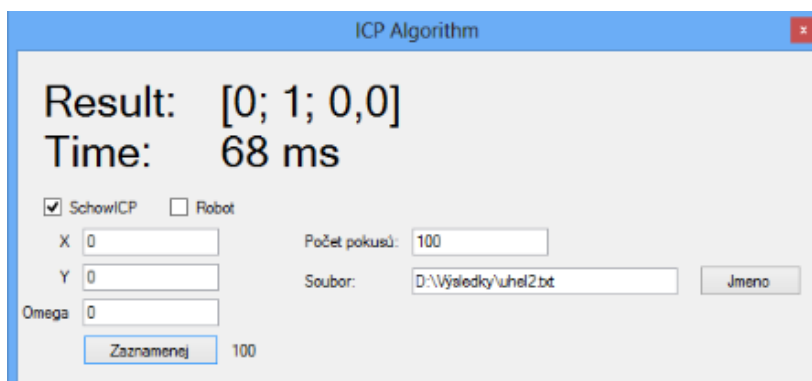 ICP Algorithm
Result: [0; 1; 0,0]
Time: 68 ms
SchowICP Robot
X 0 Počet pokusů: 100
Y 0 Soubor: D:\Výsledky\uhel2.txt Jmeno
Omega 0
Zaznamenej 100